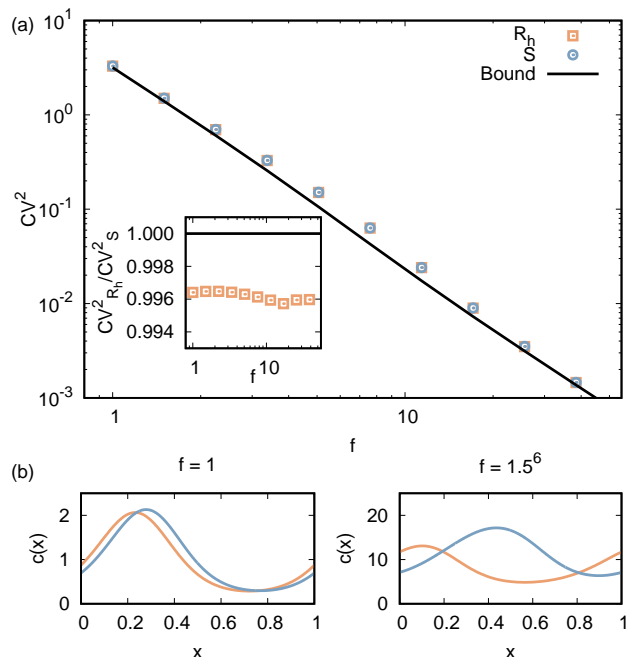 (a)
R_h
S
Bound
10^1
10^0
10^-1
10^-2
10^-3
CV^2
1
10
f
1.000
0.998
0.996
0.994
CV^2_{R_h}/CV^2_S
1
10
f
(b)
f = 1
f = 1.5^6
2
1
0
c(x)
0
0.2
0.4
0.6
0.8
1
x
20
10
0
c(x)
0
0.2
0.4
0.6
0.8
1
x